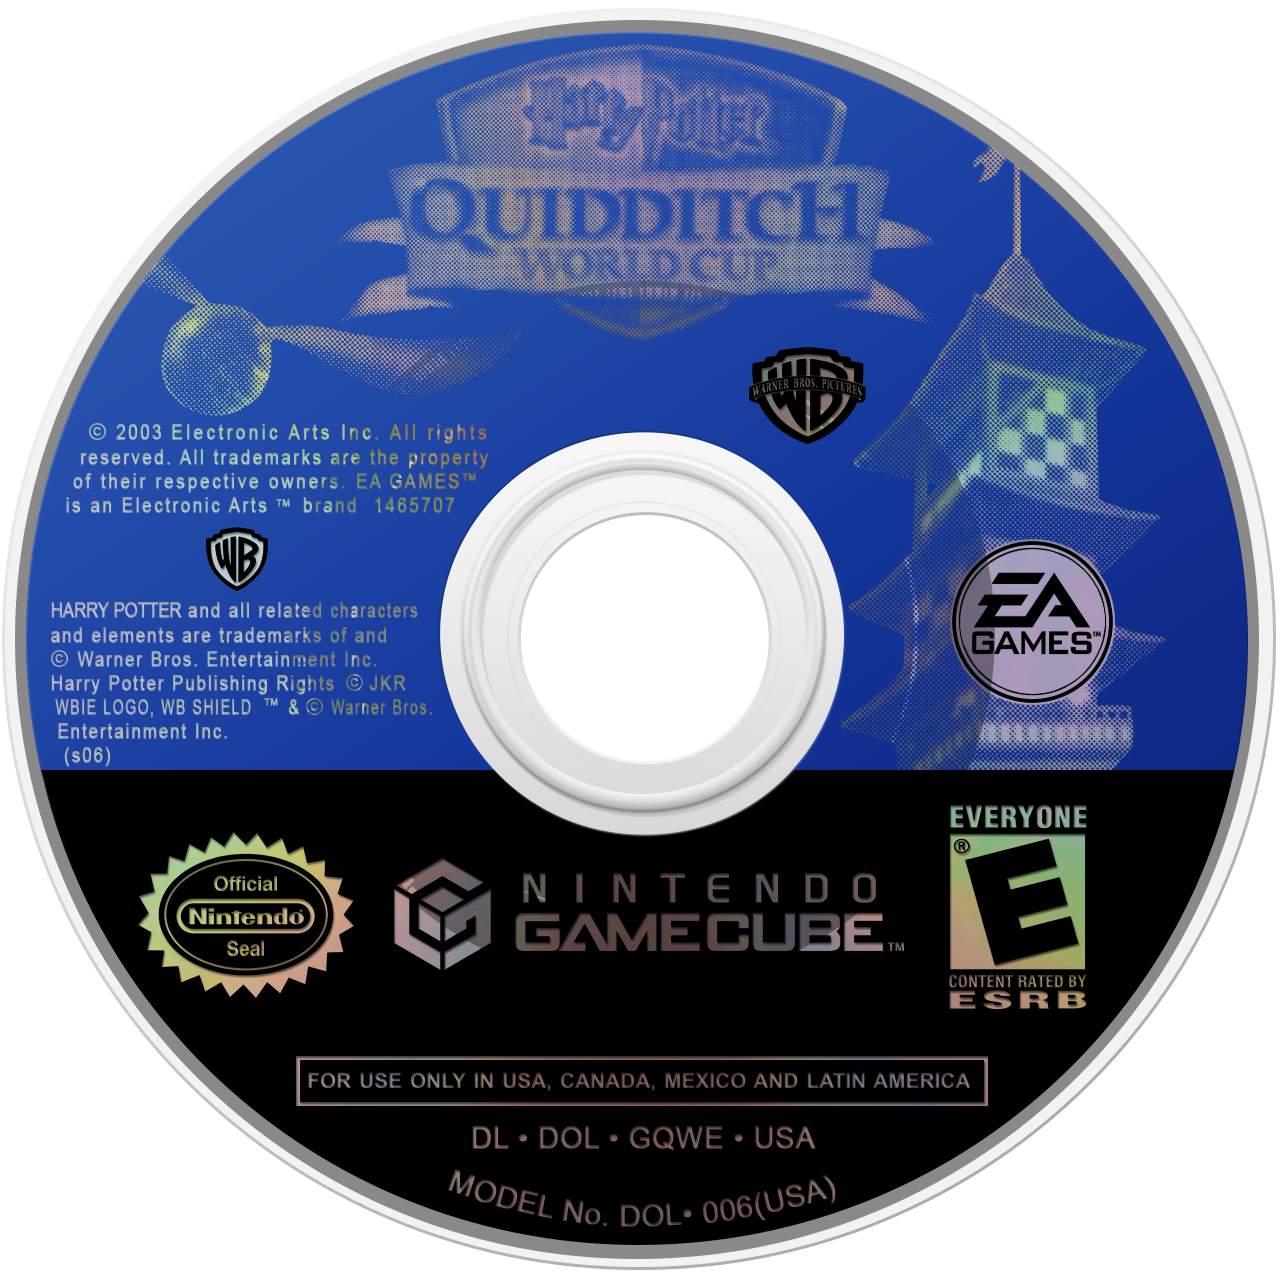 Harry Potter
QUIDDITCH
WORLD CUP
WB
WARNER BROS. PICTURES
© 2003 Electronic Arts Inc. All rights
reserved. All trademarks are the property
of their respective owners. EA GAMES™
is an Electronic Arts ™ brand 1465707
WB
HARRY POTTER and all related characters
and elements are trademarks of and
© Warner Bros. Entertainment Inc.
Harry Potter Publishing Rights © JKR
WBIE LOGO, WB SHIELD ™ & © Warner Bros.
Entertainment Inc.
(s06)
EA
GAMES™
Official
Nintendo®
Seal
NINTENDO
GAMECUBE™
EVERYONE
®
E
CONTENT RATED BY
ESRB
FOR USE ONLY IN USA, CANADA, MEXICO AND LATIN AMERICA
DL • DOL • GQWE • USA
MODEL No. DOL• 006(USA)